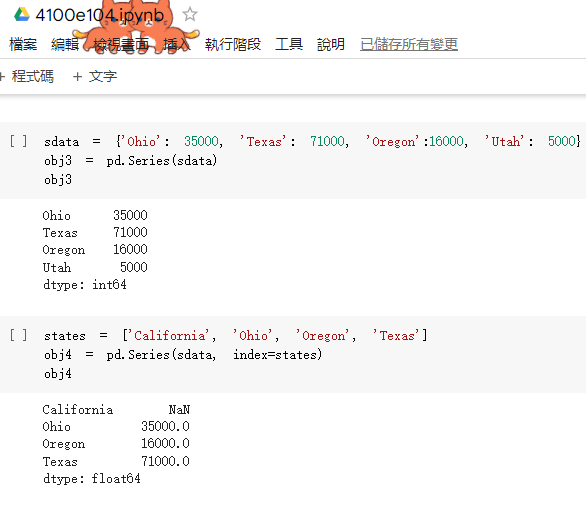 4100e104.ipynb
檔案 編輯 檢視畫面 插入 執行階段 工具 說明 已儲存所有變更
+ 程式碼 + 文字
[ ] sdata = {'Ohio': 35000, 'Texas': 71000, 'Oregon':16000, 'Utah': 5000}
obj3 = pd.Series(sdata)
obj3
Ohio 35000
Texas 71000
Oregon 16000
Utah 5000
dtype: int64
[ ] states = ['California', 'Ohio', 'Oregon', 'Texas']
obj4 = pd.Series(sdata, index=states)
obj4
California NaN
Ohio 35000.0
Oregon 16000.0
Texas 71000.0
dtype: float64